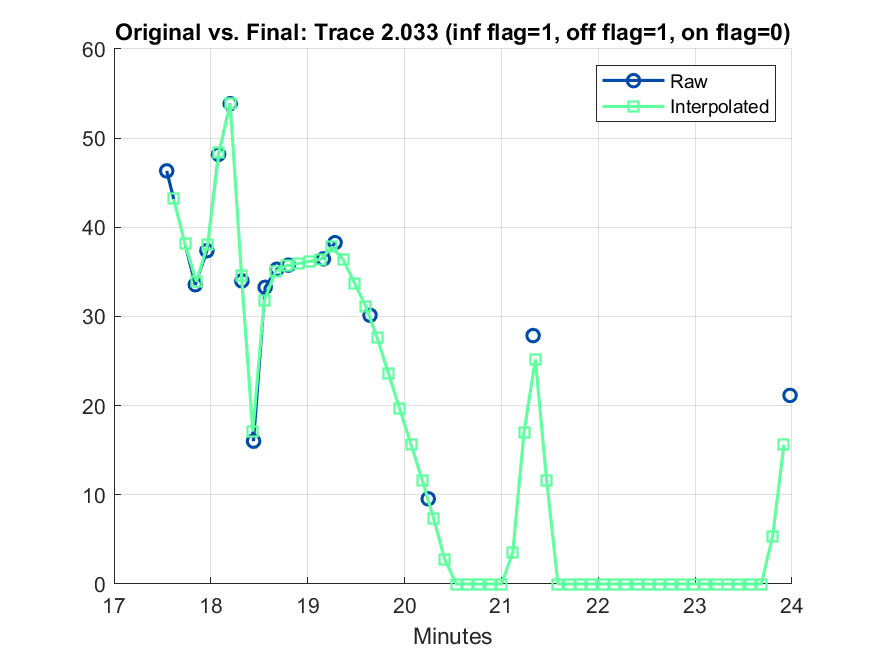 Original vs. Final: Trace 2.033 (inf flag=1, off flag=1, on flag=0)
60
50
40
30
20
10
0
Raw
Interpolated
17 18 19 20 21 22 23 24
Minutes